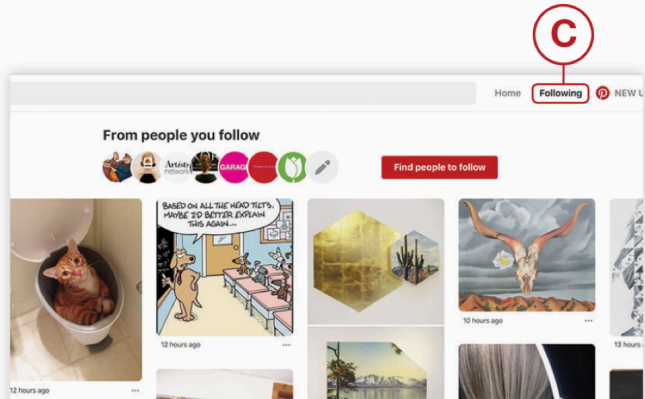 C
Home Following NEW U
From people you follow
Artists
network
GARAGE
Find people to follow
BASED ON ALL THE HEAD TILTS,
MAYBE I'D BETTER EXPLAIN
THIS AGAIN...
10 hours ago
12 hours ago
13 hours
12 hours ago